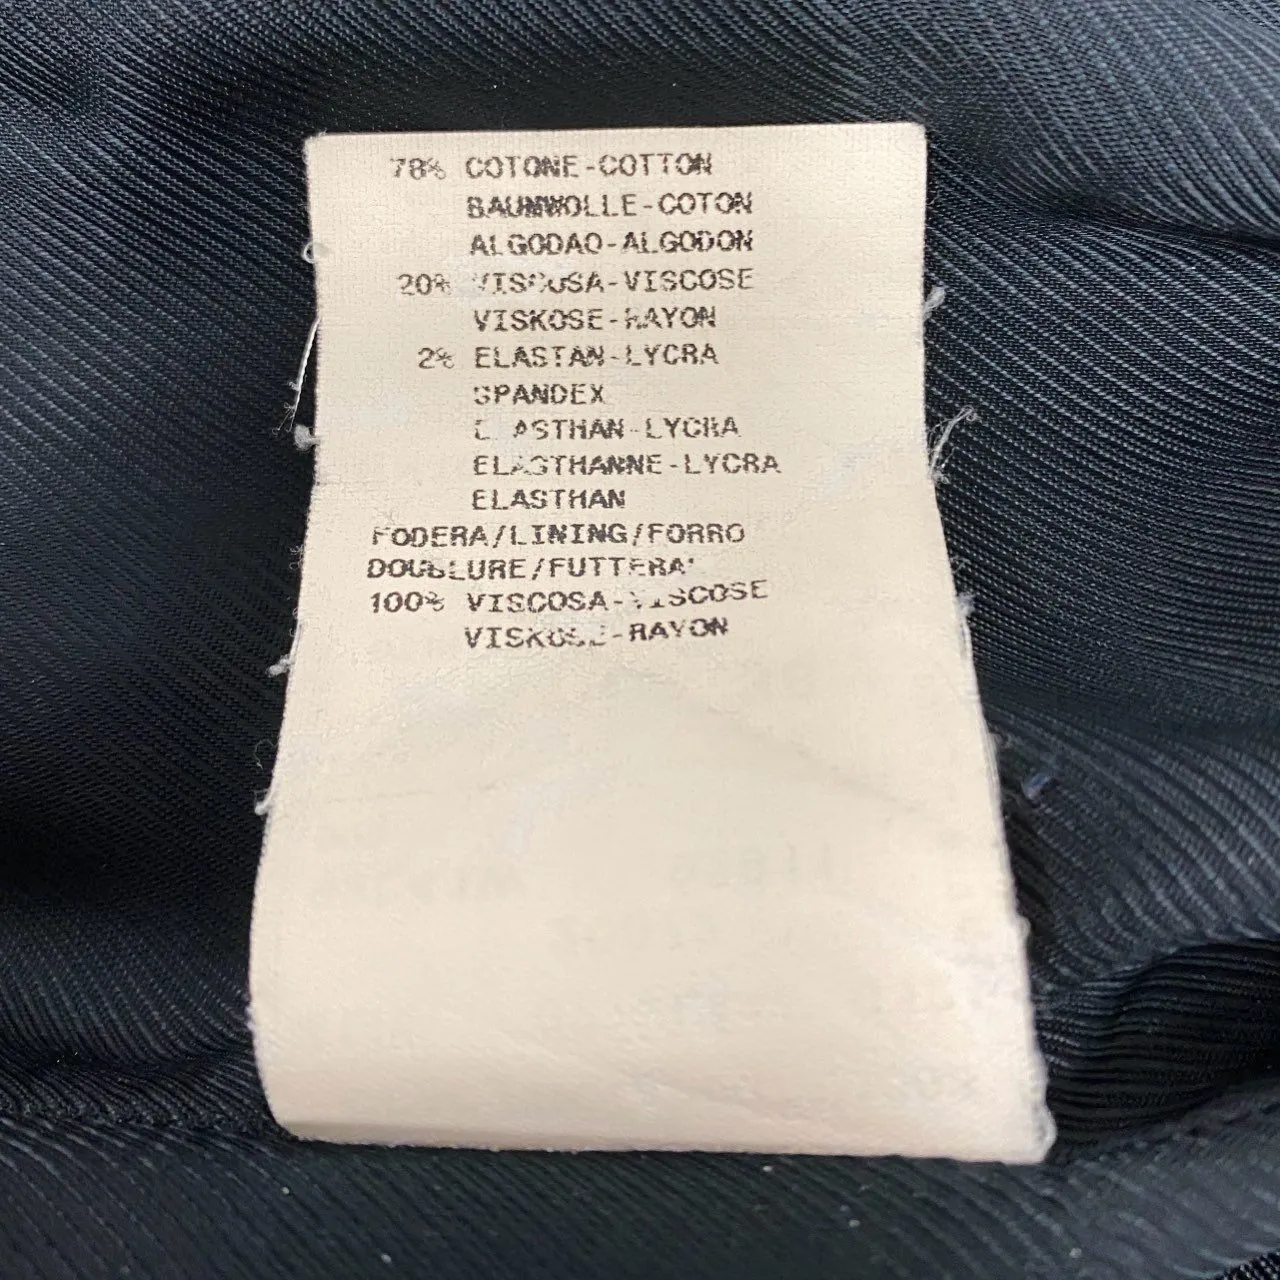 78% COTONE-COTTON
BAUMWOLLE-COTON
ALGODAO-ALGODON
20% VISCOSA-VISCOSE
VISKOSE-RAYON
2% ELASTAN-LYCRA
SPANDEX
ELASTHAN-LYCRA
ELASTHANNE-LYCRA
ELASTHAN
FODERA/LINING/FORRO
DOUBLURE/FUTTERA'
100% VISCOSA-VISCOSE
VISKOSE-RAYON